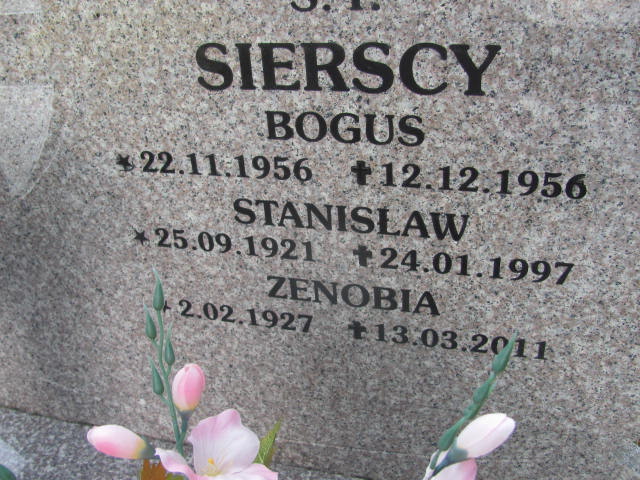 Ś. P.
SIERSCY
BOGUŚ
★22.11.1956 ✝12.12.1956
STANISŁAW
★25.09.1921 ✝24.01.1997
ZENOBIA
★2.02.1927 ✝13.03.2011